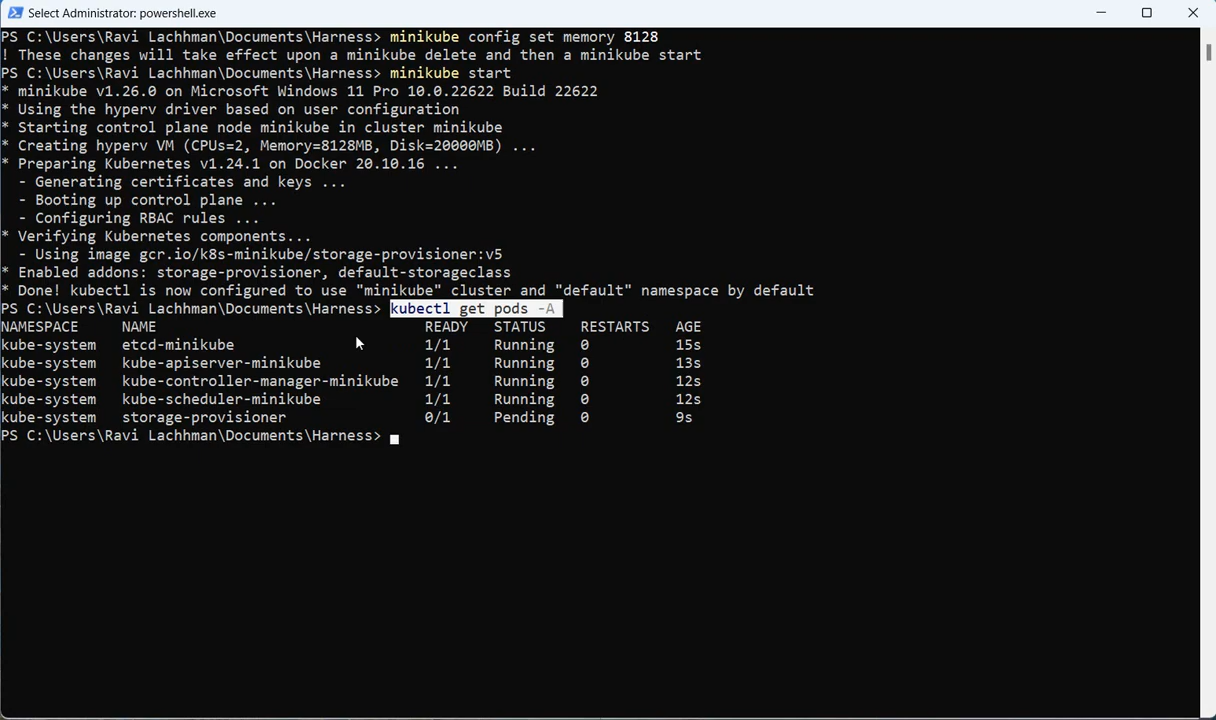 Select Administrator: powershell.exe
PS C:\Users\Ravi Lachhman\Documents\Harness> minikube config set memory 8128
! These changes will take effect upon a minikube delete and then a minikube start
PS C:\Users\Ravi Lachhman\Documents\Harness> minikube start
* minikube v1.26.0 on Microsoft Windows 11 Pro 10.0.22622 Build 22622
* Using the hyperv driver based on user configuration
* Starting control plane node minikube in cluster minikube
* Creating hyperv VM (CPUs=2, Memory=8128MB, Disk=20000MB) ...
* Preparing Kubernetes v1.24.1 on Docker 20.10.16 ...
  - Generating certificates and keys ...
  - Booting up control plane ...
  - Configuring RBAC rules ...
* Verifying Kubernetes components...
  - Using image gcr.io/k8s-minikube/storage-provisioner:v5
* Enabled addons: storage-provisioner, default-storageclass
* Done! kubectl is now configured to use "minikube" cluster and "default" namespace by default
PS C:\Users\Ravi Lachhman\Documents\Harness> kubectl get pods -A
NAMESPACE     NAME                               READY   STATUS    RESTARTS   AGE
kube-system   etcd-minikube                      1/1     Running   0          15s
kube-system   kube-apiserver-minikube            1/1     Running   0          13s
kube-system   kube-controller-manager-minikube   1/1     Running   0          12s
kube-system   kube-scheduler-minikube            1/1     Running   0          12s
kube-system   storage-provisioner                0/1     Pending   0          9s
PS C:\Users\Ravi Lachhman\Documents\Harness>